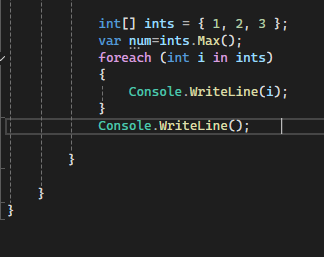 int[] ints = { 1, 2, 3 };
var num=ints.Max();
foreach (int i in ints)
{
Console.WriteLine(i);
}
Console.WriteLine();
}
}
}